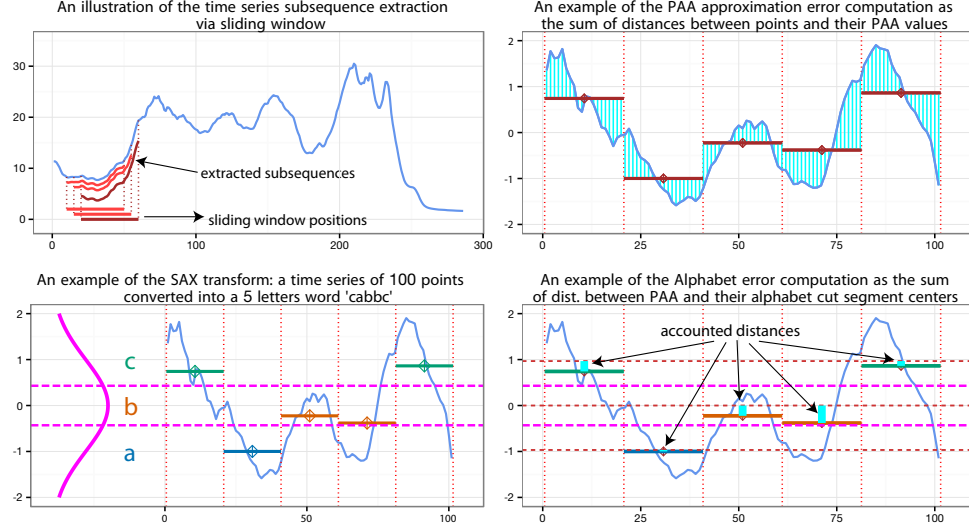 An illustration of the time series subsequence extraction
via sliding window
30
20
10
0
0
100
200
300
extracted subsequences
sliding window positions
An example of the PAA approximation error computation as
the sum of distances between points and their PAA values
2
1
0
-1
-2
0
25
50
75
100
An example of the SAX transform: a time series of 100 points
converted into a 5 letters word 'cabbc'
2
1
0
-1
-2
c
b
a
0
50
100
An example of the Alphabet error computation as the sum
of dist. between PAA and their alphabet cut segment centers
accounted distances
2
1
0
-1
-2
0
25
50
75
100